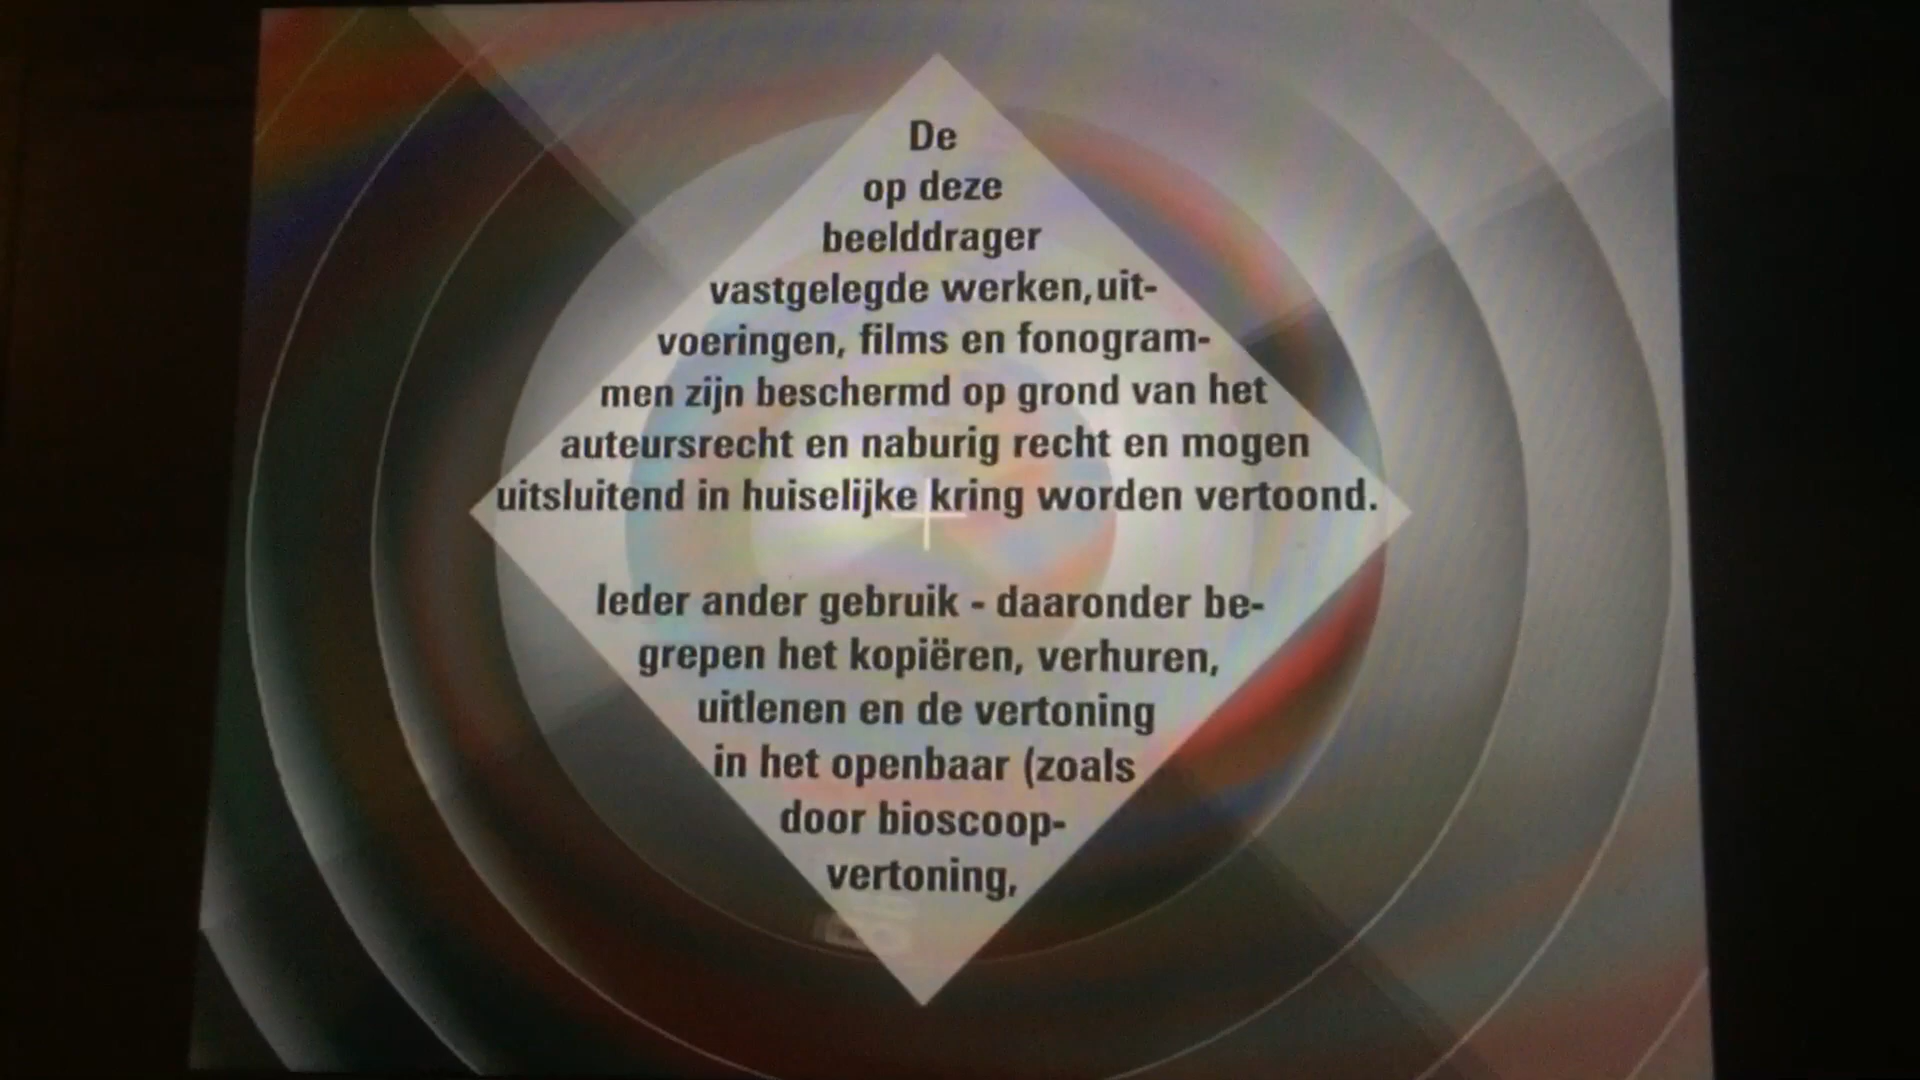 De
op deze
beelddrager
vastgelegde werken, uit-
voeringen, films en fonogram-
men zijn beschermd op grond van het
auteursrecht en naburig recht en mogen
uitsluitend in huiselijke kring worden vertoond.
Ieder ander gebruik - daaronder be-
grepen het kopiëren, verhuren,
uitlenen en de vertoning
in het openbaar (zoals
door bioscoop-
vertoning,